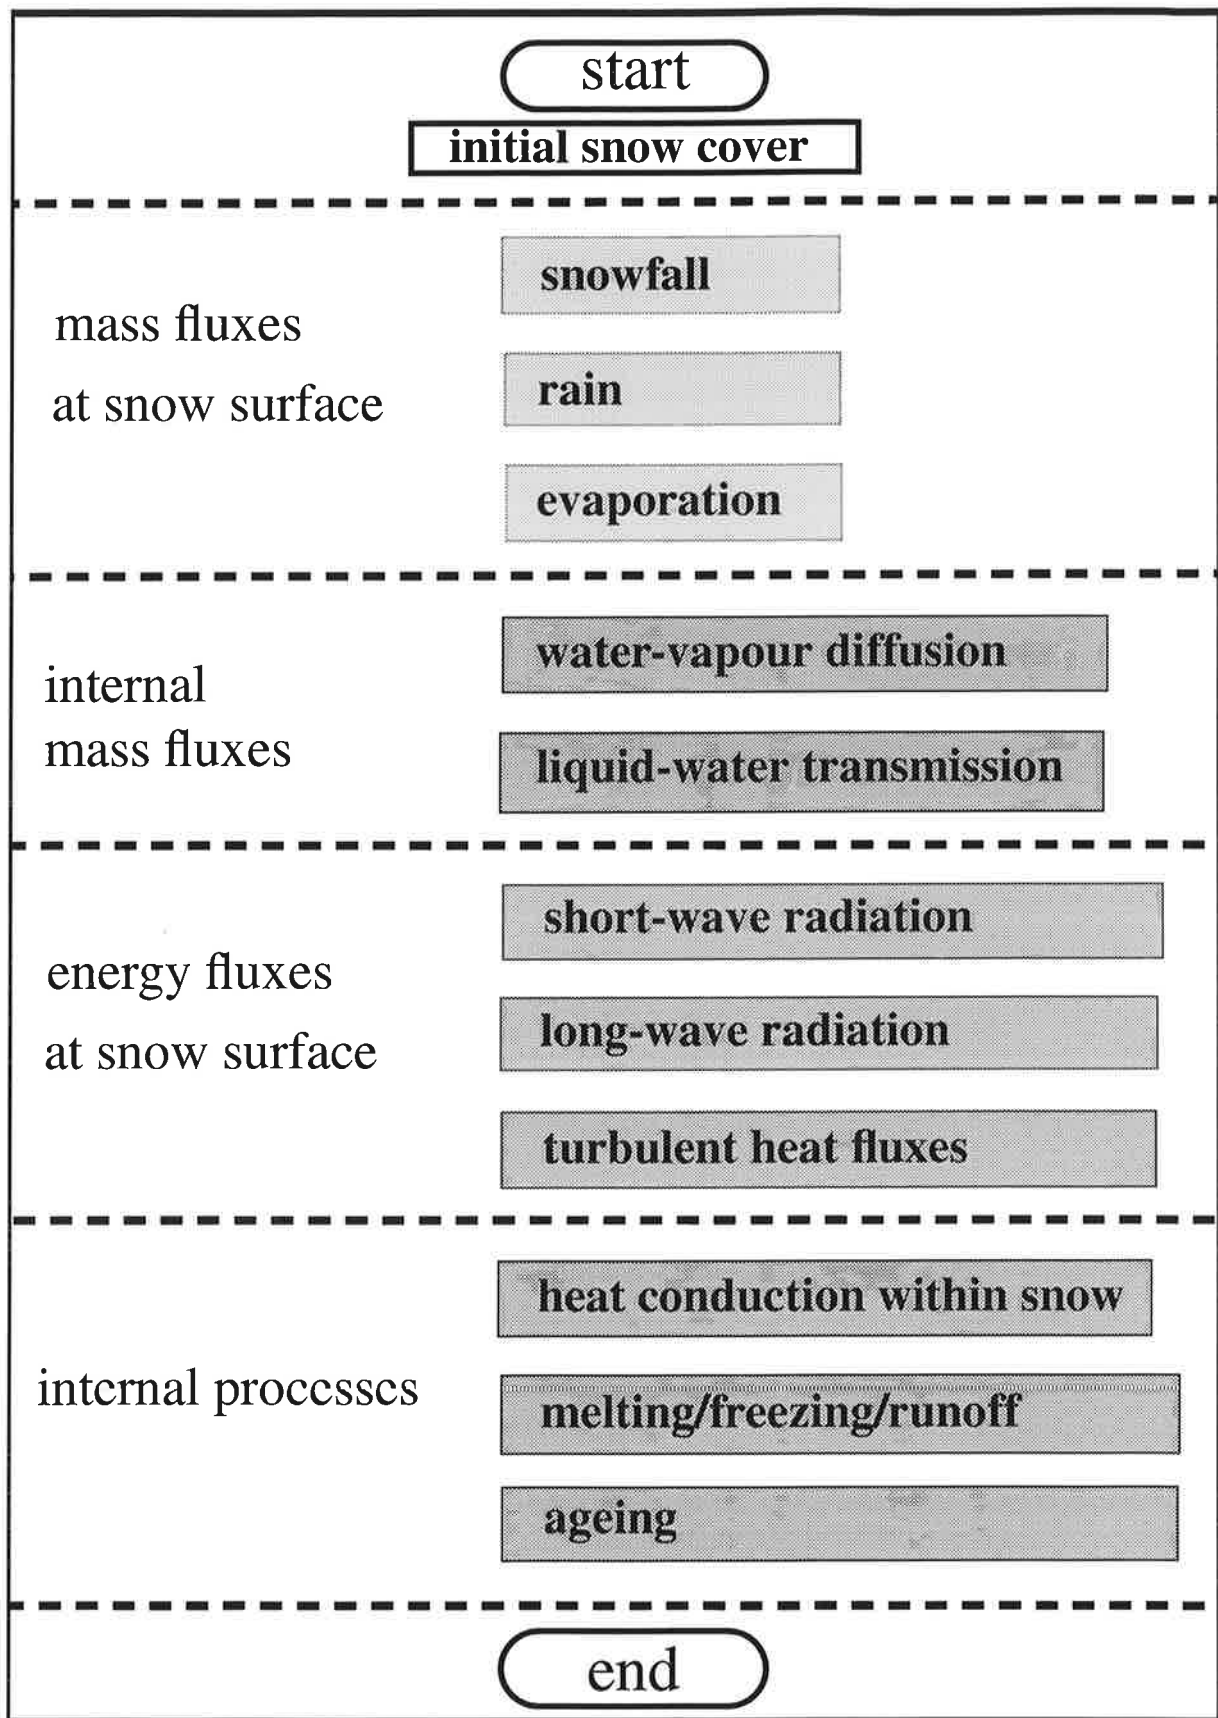 start
initial snow cover
mass fluxes
at snow surface
snowfall
rain
evaporation
internal
mass fluxes
water-vapour diffusion
liquid-water transmission
energy fluxes
at snow surface
short-wave radiation
long-wave radiation
turbulent heat fluxes
internal processes
heat conduction within snow
melting/freezing/runoff
ageing
end